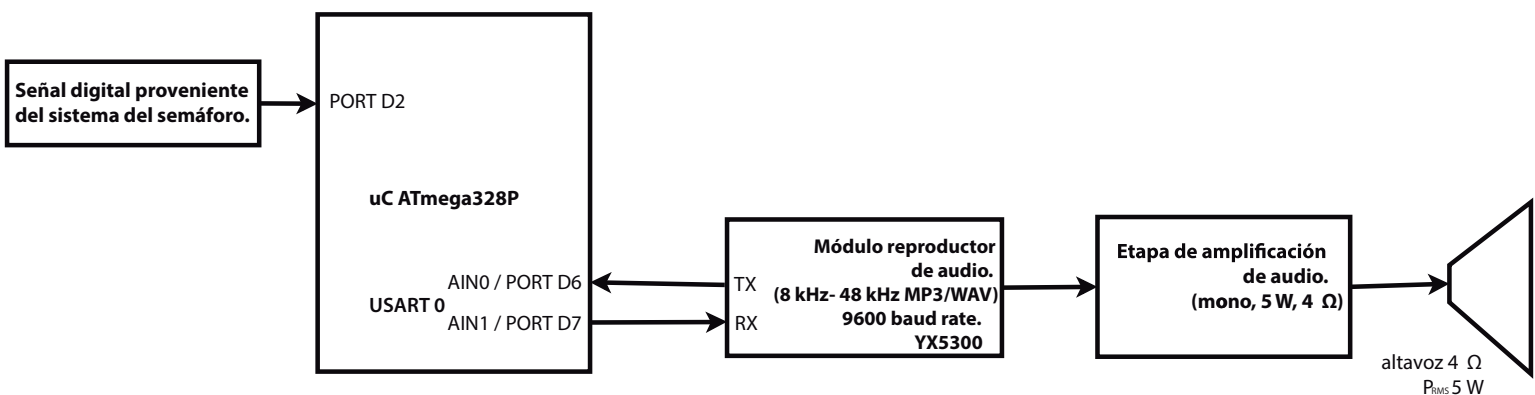 Señal digital proveniente
del sistema del semáforo.
PORT D2
uC ATmega328P
AIN0 / PORT D6
USART 0
AIN1 / PORT D7
TX
RX
Módulo reproductor
de audio.
(8 kHz- 48 kHz MP3/WAV)
9600 baud rate.
YX5300
Etapa de amplificación
de audio.
(mono, 5 W, 4 Ω)
altavoz 4 Ω
PRMS 5 W